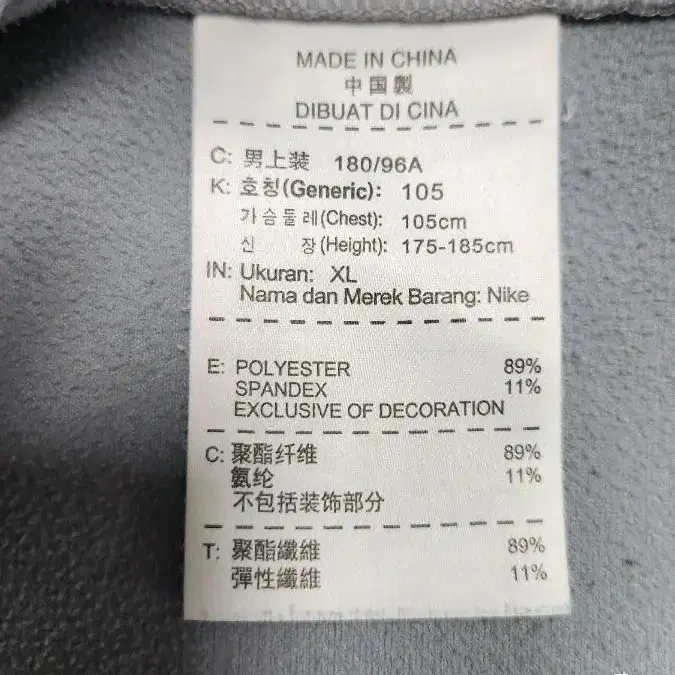 MADE IN CHINA
中国製
DIBUAT DI CINA
C: 男上装 180/96A
K: 호칭(Generic): 105
가슴둘레(Chest): 105cm
신 장(Height): 175-185cm
IN: Ukuran: XL
Nama dan Merek Barang: Nike
E: POLYESTER 89%
SPANDEX 11%
EXCLUSIVE OF DECORATION
C: 聚酯纤维 89%
氨纶 11%
不包括装饰部分
T: 聚酯纖維 89%
彈性纖維 11%